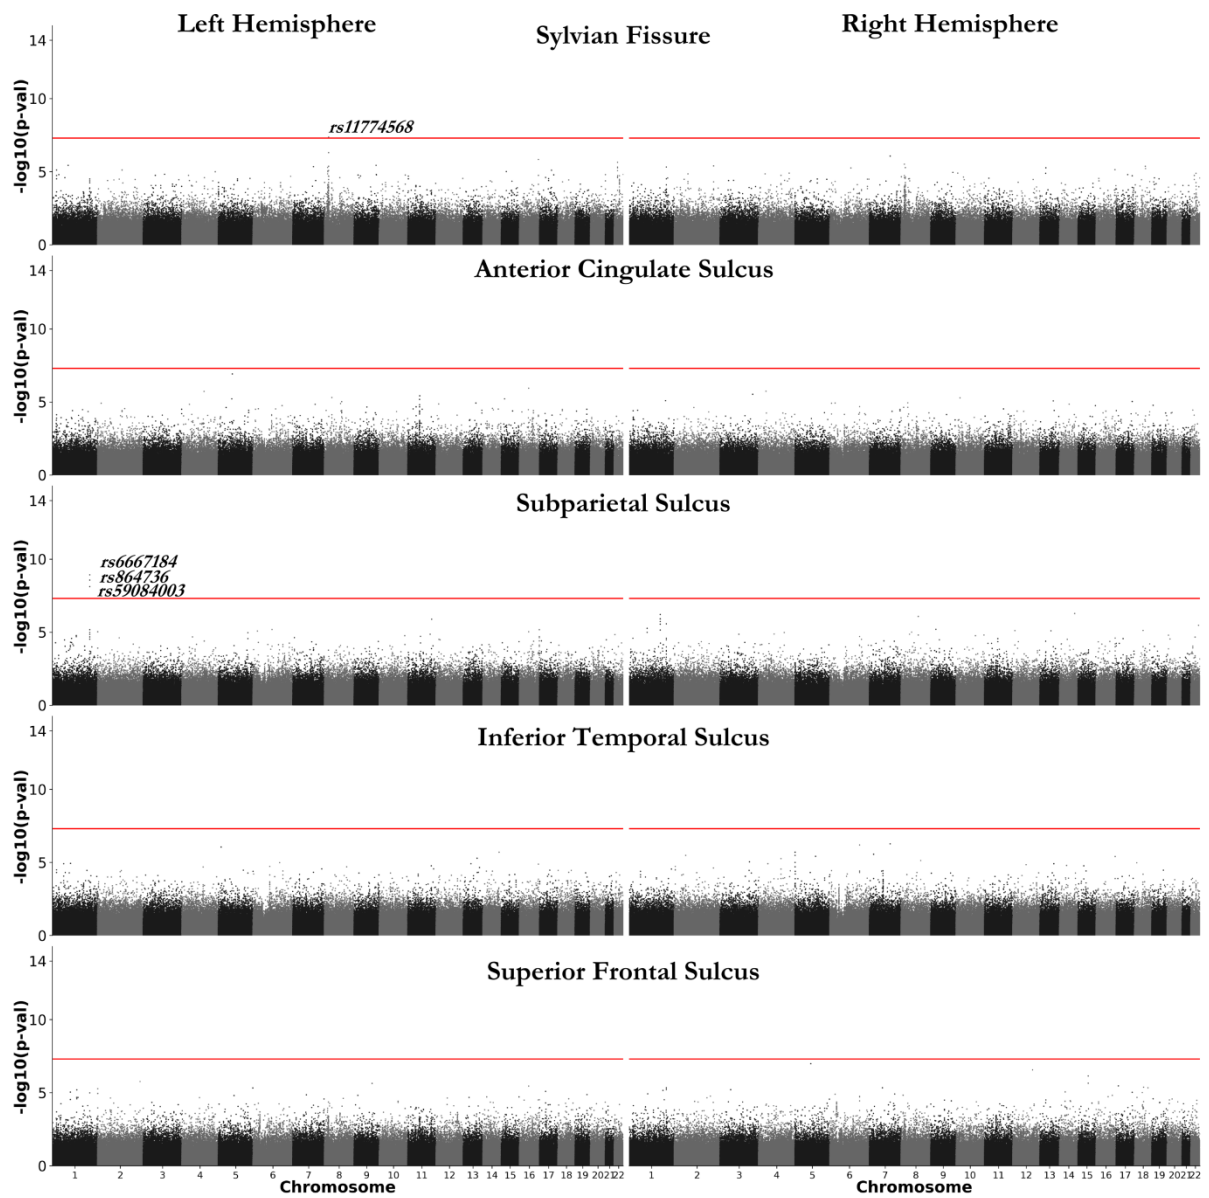 Left Hemisphere
Sylvian Fissure
Right Hemisphere
14
10
5
0
-log10(p-val)
rs11774568
Anterior Cingulate Sulcus
14
10
5
0
-log10(p-val)
Subparietal Sulcus
14
10
5
0
-log10(p-val)
rs6667184
rs864736
rs59084003
Inferior Temporal Sulcus
14
10
5
0
-log10(p-val)
Superior Frontal Sulcus
14
10
5
0
-log10(p-val)
1 2 3 4 5 6 7 8 9 10 11 12 13 14 15 16 17 18 19 20 21 22
Chromosome
1 2 3 4 5 6 7 8 9 10 11 12 13 14 15 16 17 18 19 20 21 22
Chromosome